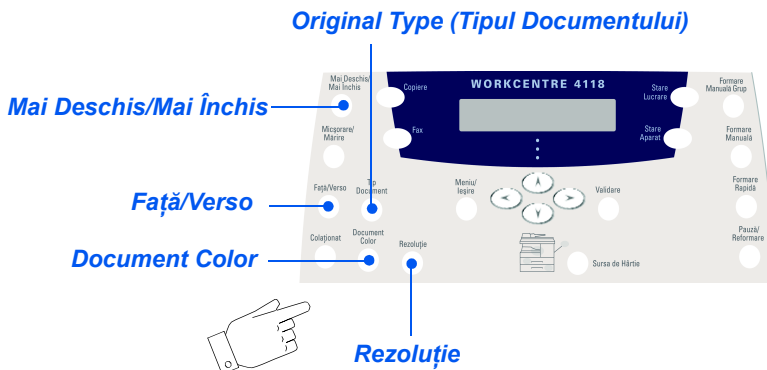 Original Type (Tipul Documentului)
Mai Deschis/Mai Închis
Față/Verso
Document Color
Rezoluție
Mai Deschis/
Mai Închis
Copiere
WORKCENTRE 4118
Stare
Lucrare
Formare
Manuală Grup
Micșorare/
Mărire
Fax
Stare
Aparat
Formare
Manuală
Față/Verso
Tip
Document
Meniu/
Ieșire
Validare
Formare
Rapidă
Colaționat
Document
Color
Rezoluție
Sursa de Hârtie
Pauză/
Reformare